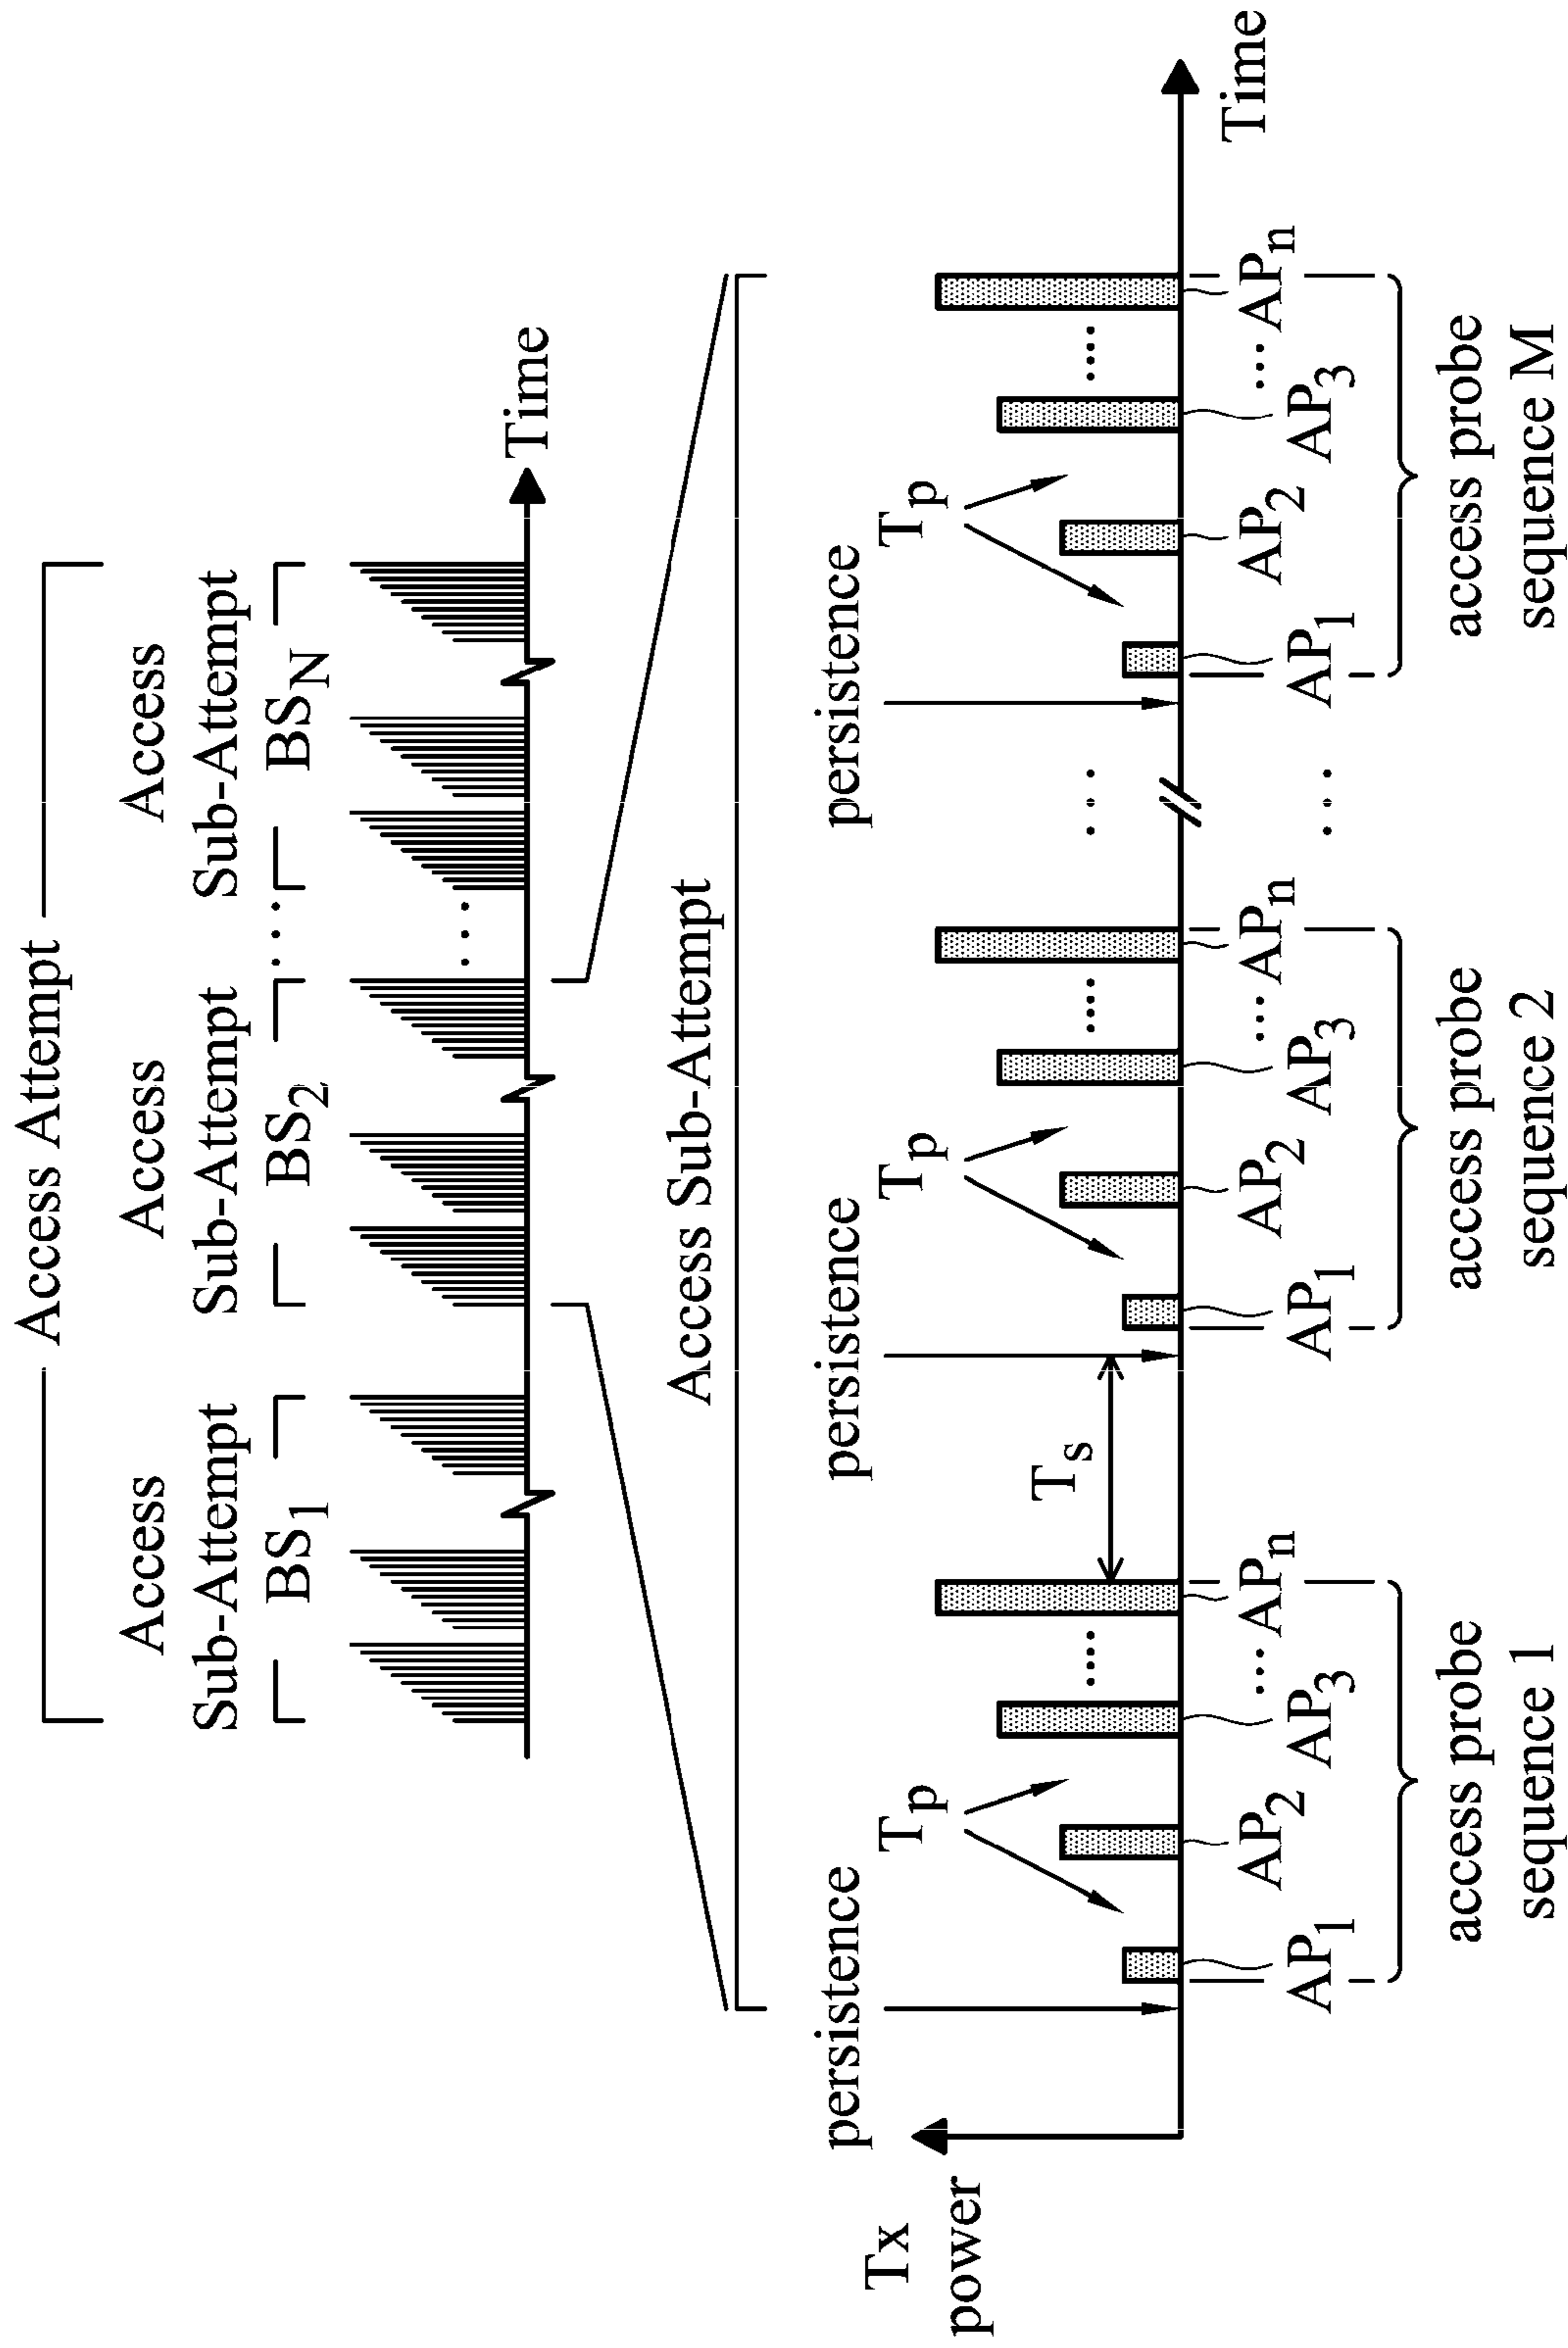 Access Attempt
Access
Sub-Attempt
BS1
Access
Sub-Attempt
BS2
....
Access
Sub-Attempt
BSN
...
Time
Access Sub-Attempt
Tx
power
persistence
Tp
....
Ts
persistence
Tp
....
...
persistence
Tp
....
Time
AP1
AP2
AP3
....
APn
AP1
AP2
AP3
....
APn
...
AP1
AP2
AP3
....
APn
access probe
sequence 1
access probe
sequence 2
access probe
sequence M